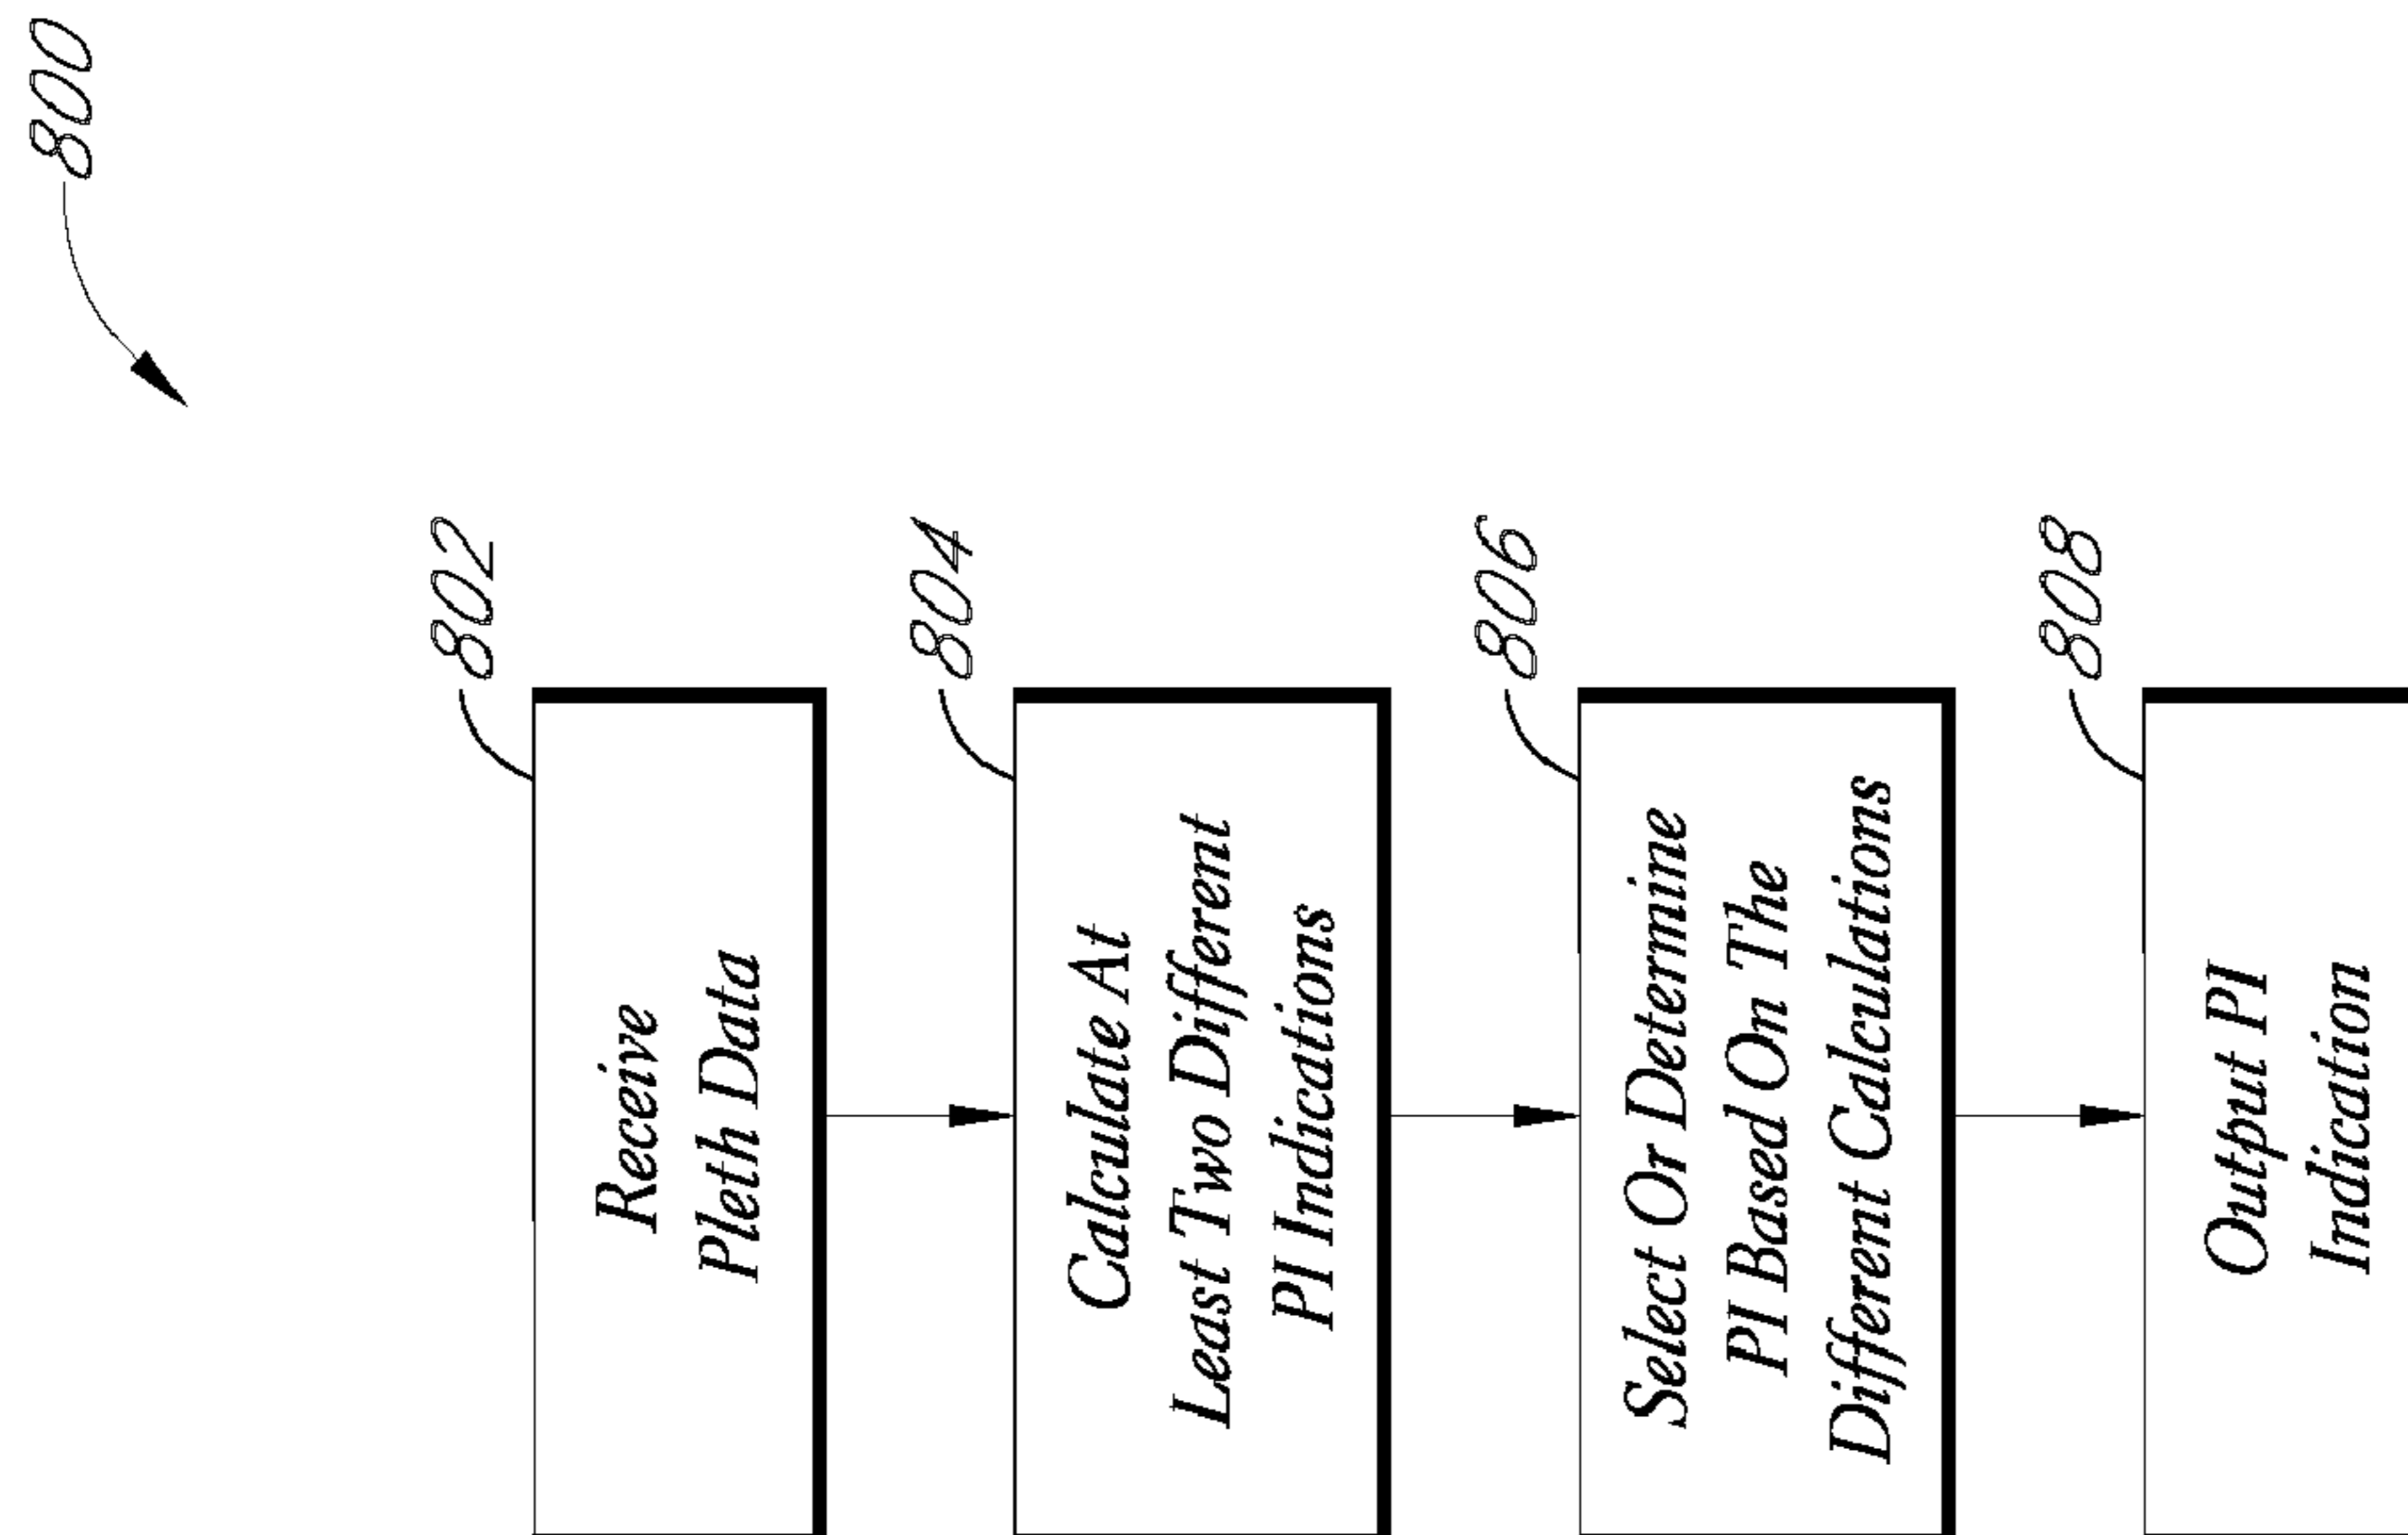 800
802
Receive
Pleth Data
804
Calculate At
Least Two Different
PI Indications
806
Select Or Determine
PI Based On The
Different Calculations
808
Output PI
Indication